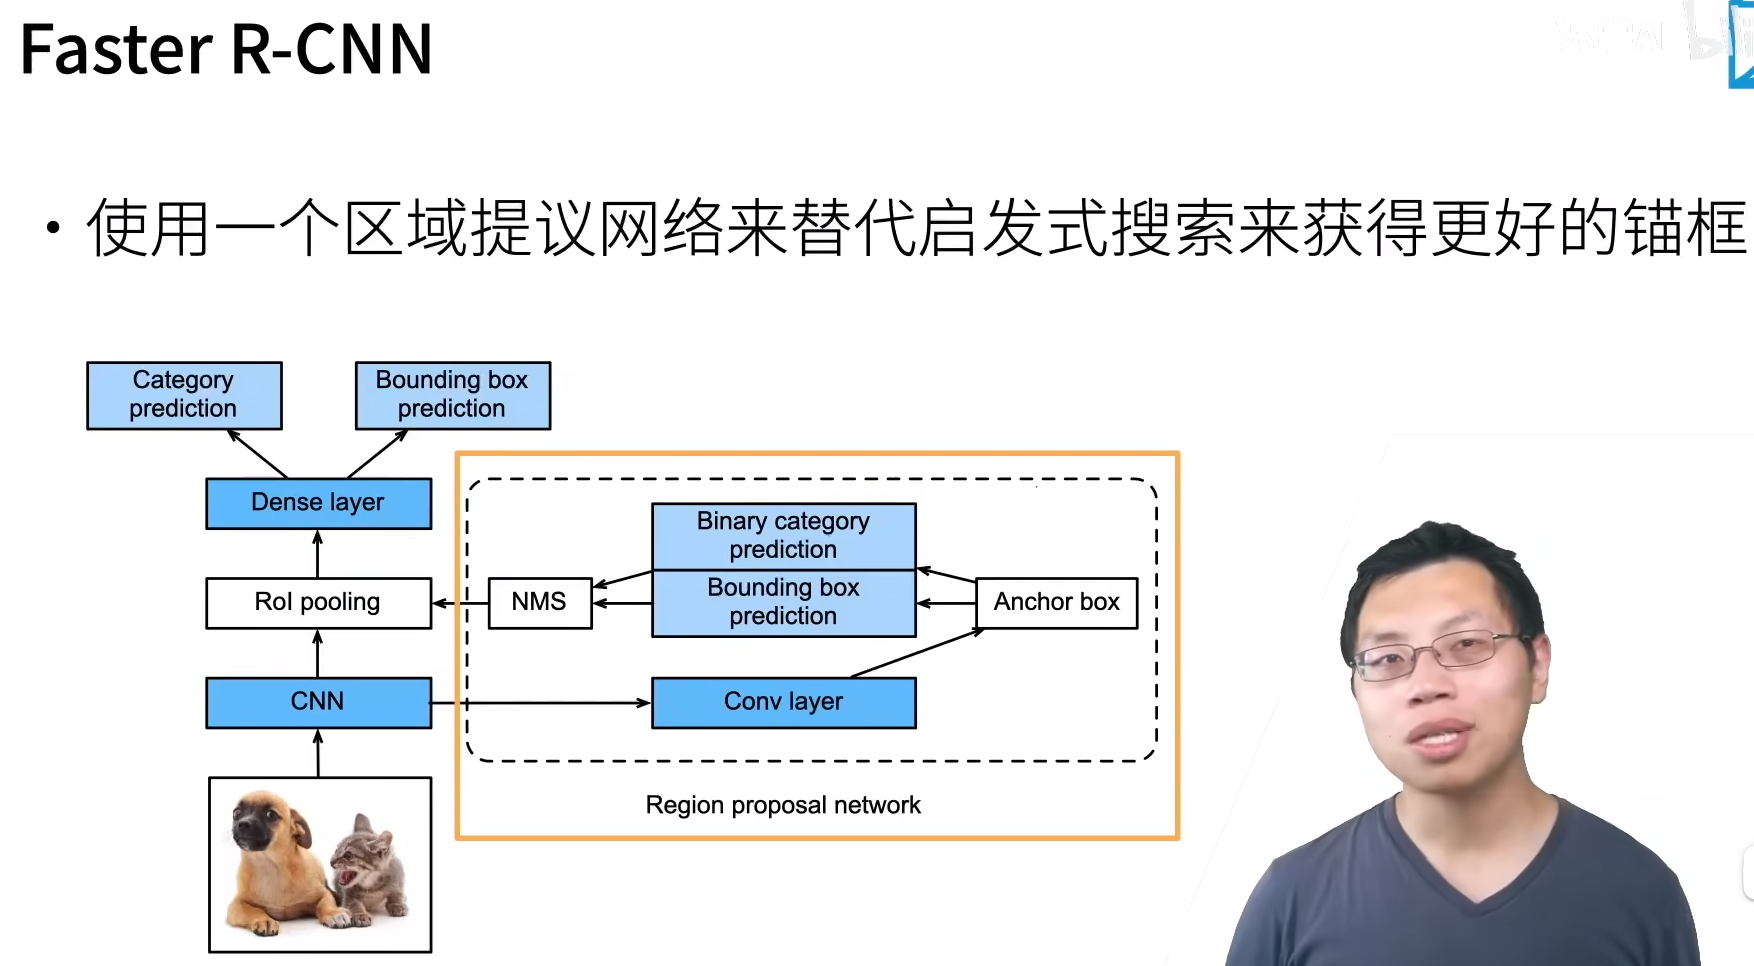 Faster R-CNN
• 使用一个区域提议网络来替代启发式搜索来获得更好的锚框
Category
prediction
Bounding box
prediction
Dense layer
Binary category
prediction
RoI pooling
NMS
Bounding box
prediction
Anchor box
CNN
Conv layer
Region proposal network